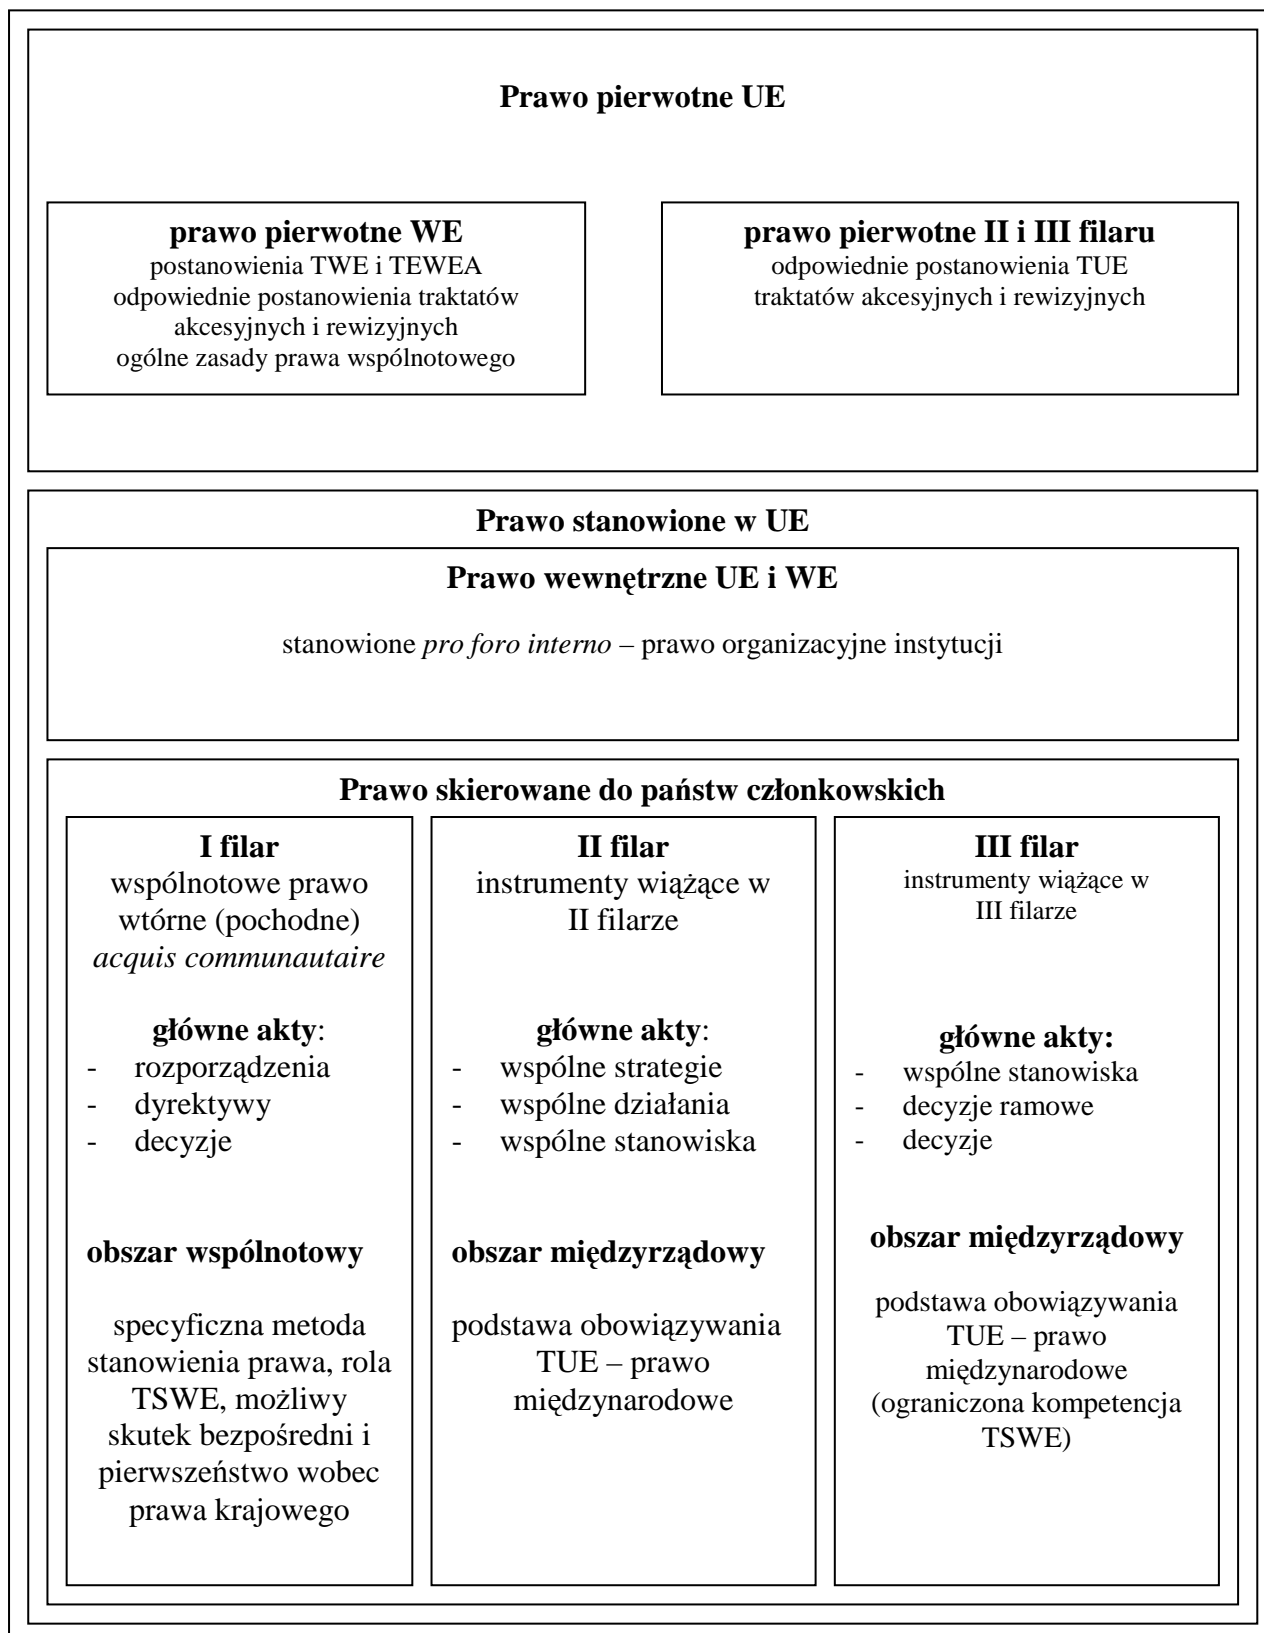 Prawo pierwotne UE
prawo pierwotne WE
postanowienia TWE i TEWEA
odpowiednie postanowienia traktatów
akcesyjnych i rewizyjnych
ogólne zasady prawa wspólnotowego
prawo pierwotne II i III filaru
odpowiednie postanowienia TUE
traktatów akcesyjnych i rewizyjnych
Prawo stanowione w UE
Prawo wewnętrzne UE i WE
stanowione pro foro interno – prawo organizacyjne instytucji
Prawo skierowane do państw członkowskich
I filar
wspólnotowe prawo
wtórne (pochodne)
acquis communautaire
główne akty:
- rozporządzenia
- dyrektywy
- decyzje
obszar wspólnotowy
specyficzna metoda
stanowienia prawa, rola
TSWE, możliwy
skutek bezpośredni i
pierwszeństwo wobec
prawa krajowego
II filar
instrumenty wiążące w
II filarze
główne akty:
- wspólne strategie
- wspólne działania
- wspólne stanowiska
obszar międzyrządowy
podstawa obowiązywania
TUE – prawo
międzynarodowe
III filar
instrumenty wiążące w
III filarze
główne akty:
- wspólne stanowiska
- decyzje ramowe
- decyzje
obszar międzyrządowy
podstawa obowiązywania
TUE – prawo
międzynarodowe
(ograniczona kompetencja
TSWE)